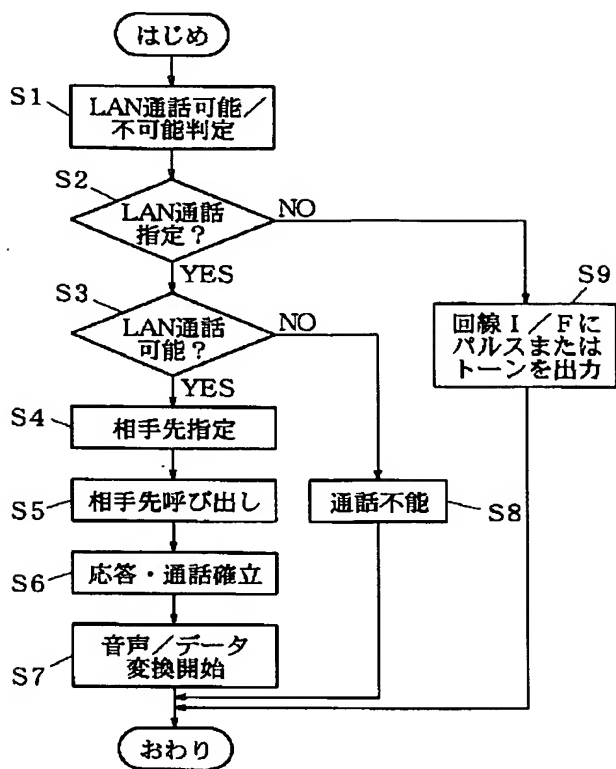 はじめ
S1
LAN通話可能／
不可能判定
S2
LAN通話
指定？
NO
YES
S3
LAN通話
可能？
NO
YES
S9
回線I／Fに
パルスまたは
トーンを出力
S4
相手先指定
S5
相手先呼び出し
通話不能
S8
S6
応答・通話確立
S7
音声／データ
変換開始
おわり